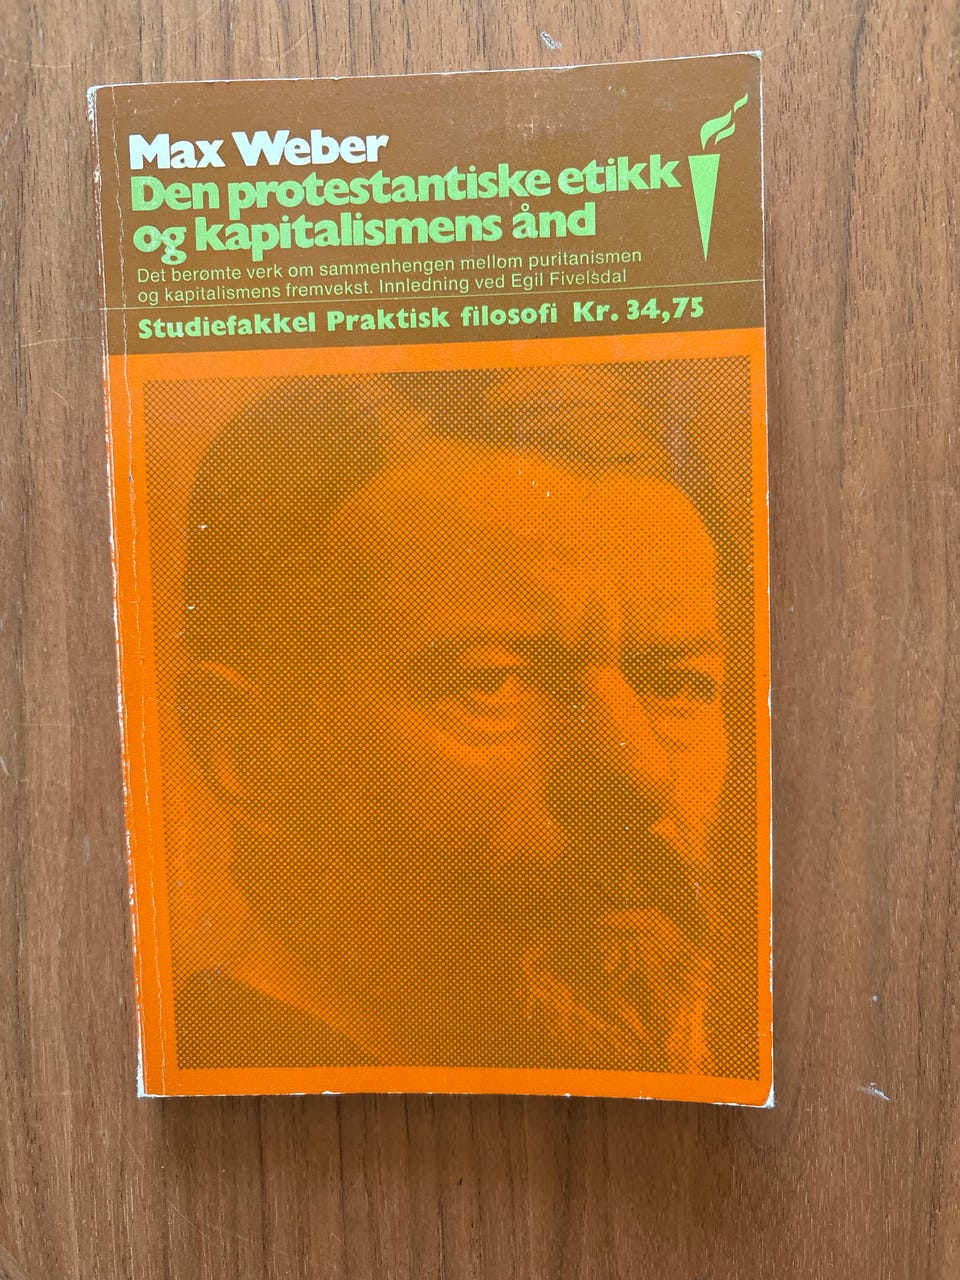 Max Weber
Den protestantiske etikk
og kapitalismens ånd
Det berømte verk om sammenhengen mellom puritanismen
og kapitalismens fremvekst. Innledning ved Egil Fivelsdal
Studiefakkel Praktisk filosofi Kr. 34,75